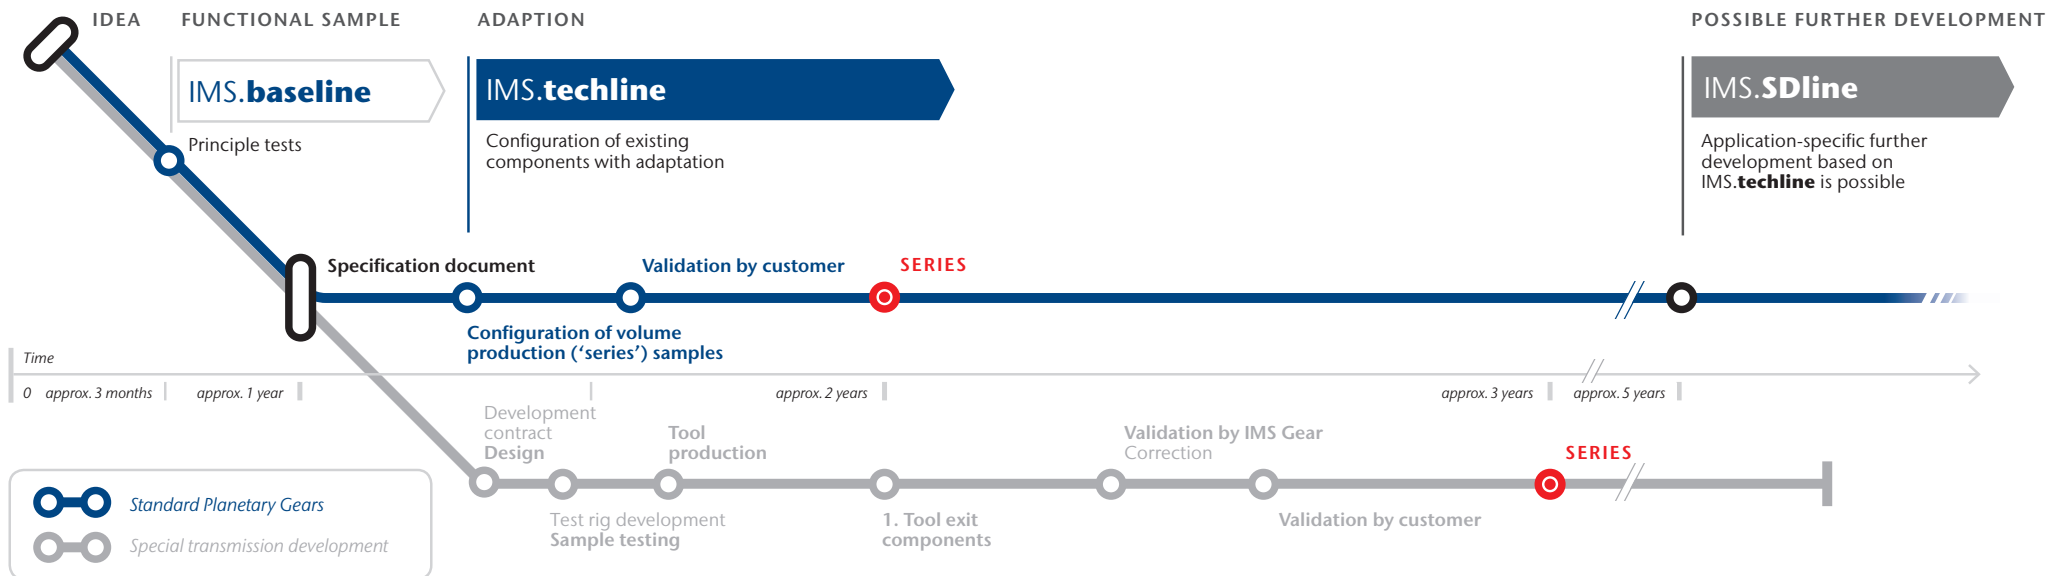 IDEA
FUNCTIONAL SAMPLE
ADAPTION
POSSIBLE FURTHER DEVELOPMENT
IMS.baseline
Principle tests
IMS.techline
Configuration of existing
components with adaptation
IMS.SDline
Application-specific further
development based on
IMS.techline is possible
Specification document
Validation by customer
SERIES
Configuration of volume
production (‘series’) samples
Time
0
approx. 3 months
approx. 1 year
approx. 2 years
approx. 3 years
approx. 5 years
Development
contract
Design
Tool
production
Validation by IMS Gear
Correction
SERIES
Test rig development
Sample testing
1. Tool exit
components
Validation by customer
Standard Planetary Gears
Special transmission development